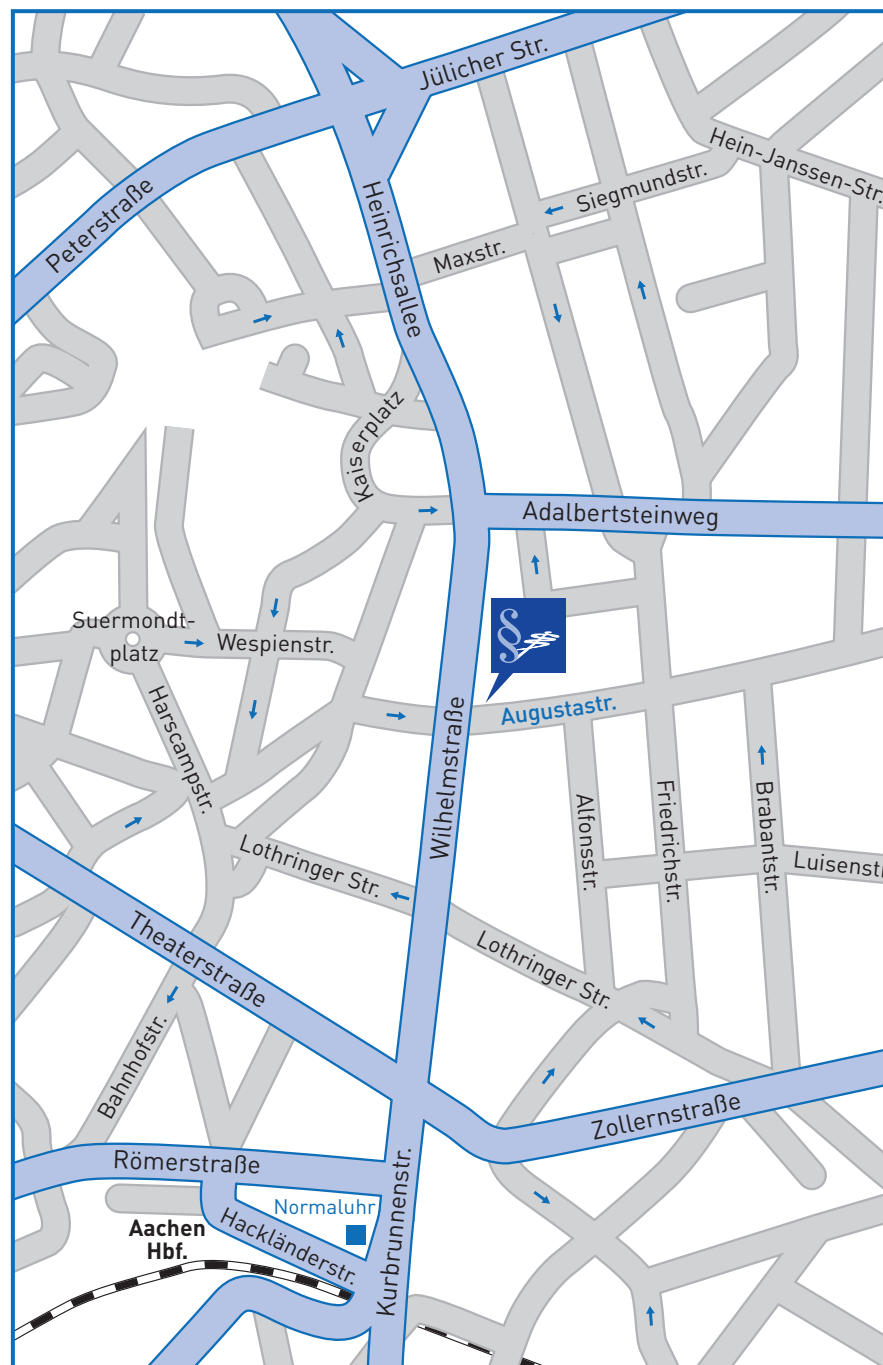 Jülicher Str.
Hein-Janssen-Str.
Peterstraße
Siegmundstr.
Heinrichsallee
Maxstr.
Kaiserplatz
Adalbertsteinweg
Suermondt-
platz
Wespienstr.
§
Harscampstr.
Augustastr.
Wilhelmstraße
Alfonsstr.
Friedrichstr.
Brabantstr.
Lothringer Str.
Luisenstr
Theaterstraße
Lothringer Str.
Bahnhofstr.
Zollernstraße
Römerstraße
Normaluhr
Aachen
Hbf.
Hackländerstr.
Kurbrunnenstr.